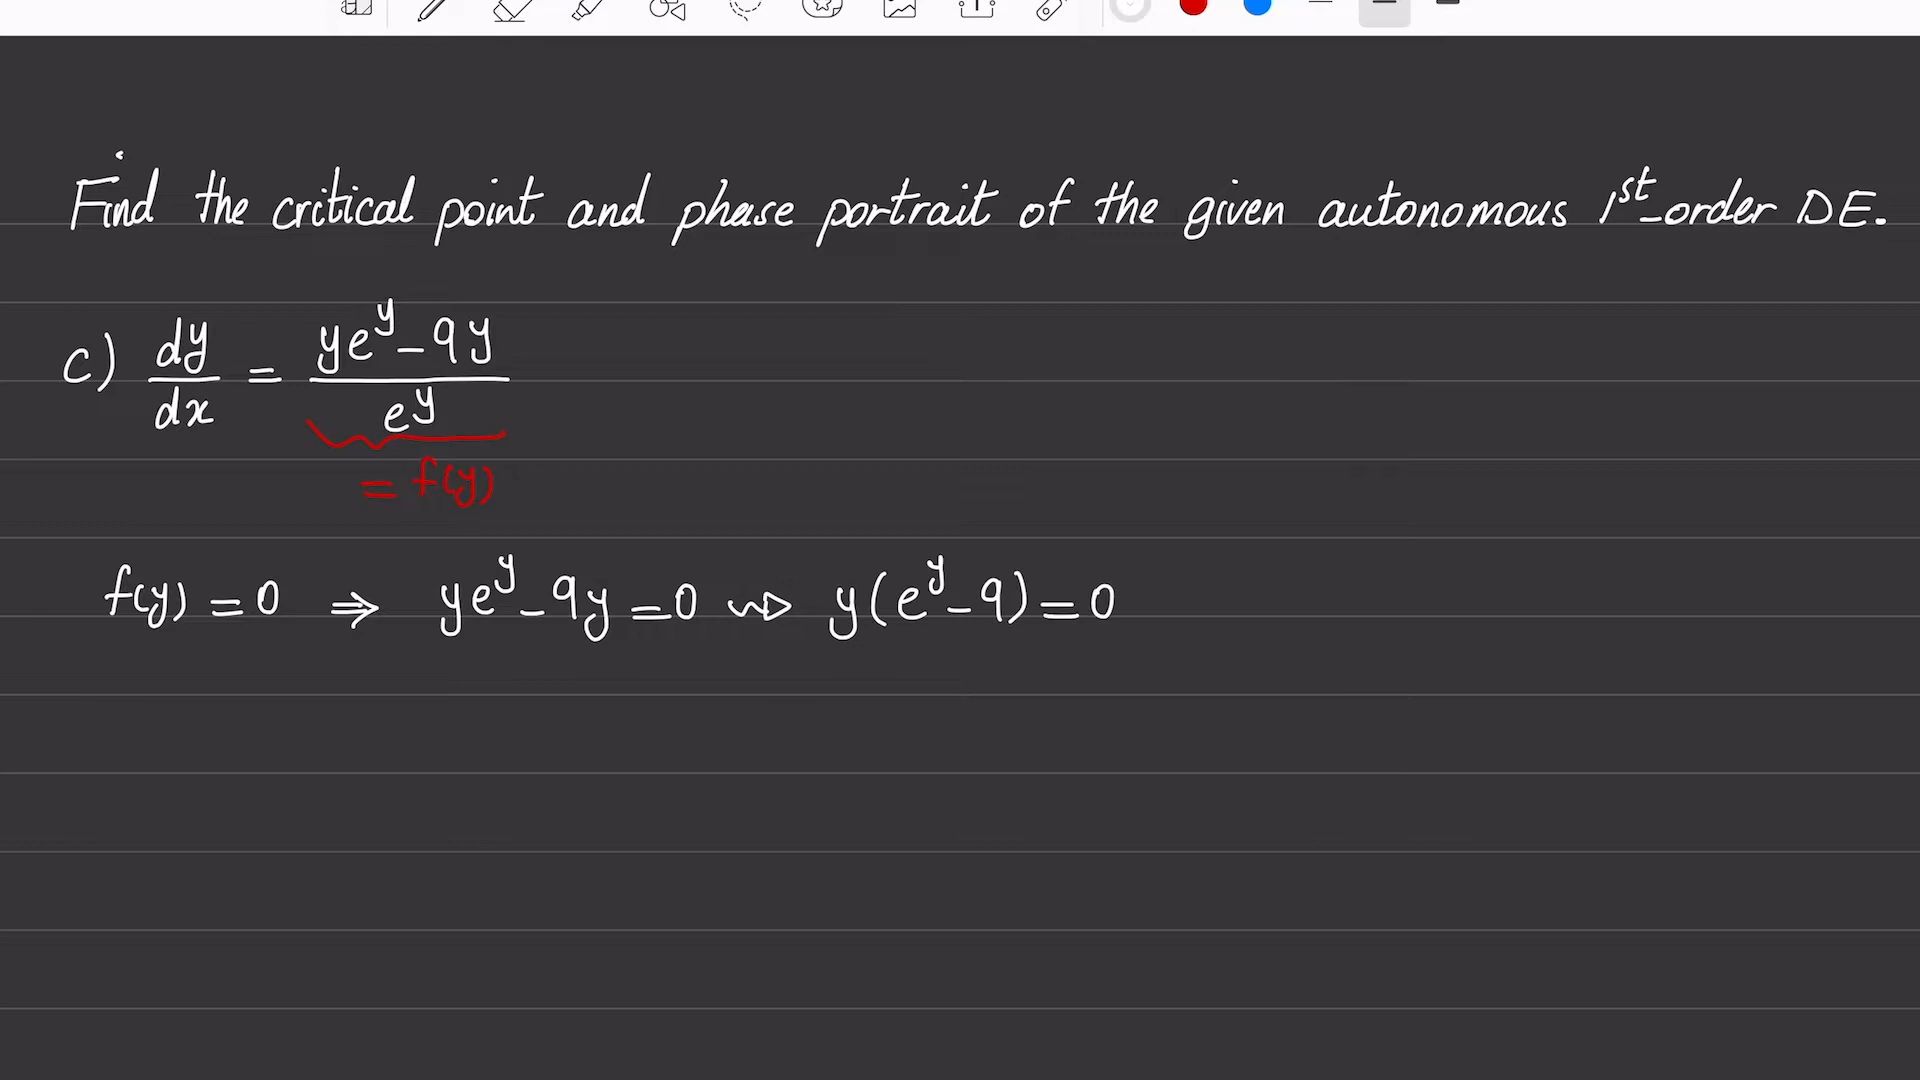 Find the critical point and phase portrait of the given autonomous 1st-order DE.
c) dy/dx = (ye^y - 9y)/e^y
= f(y)
f(y) = 0 ⇒ ye^y - 9y = 0 ⇝ y(e^y - 9) = 0